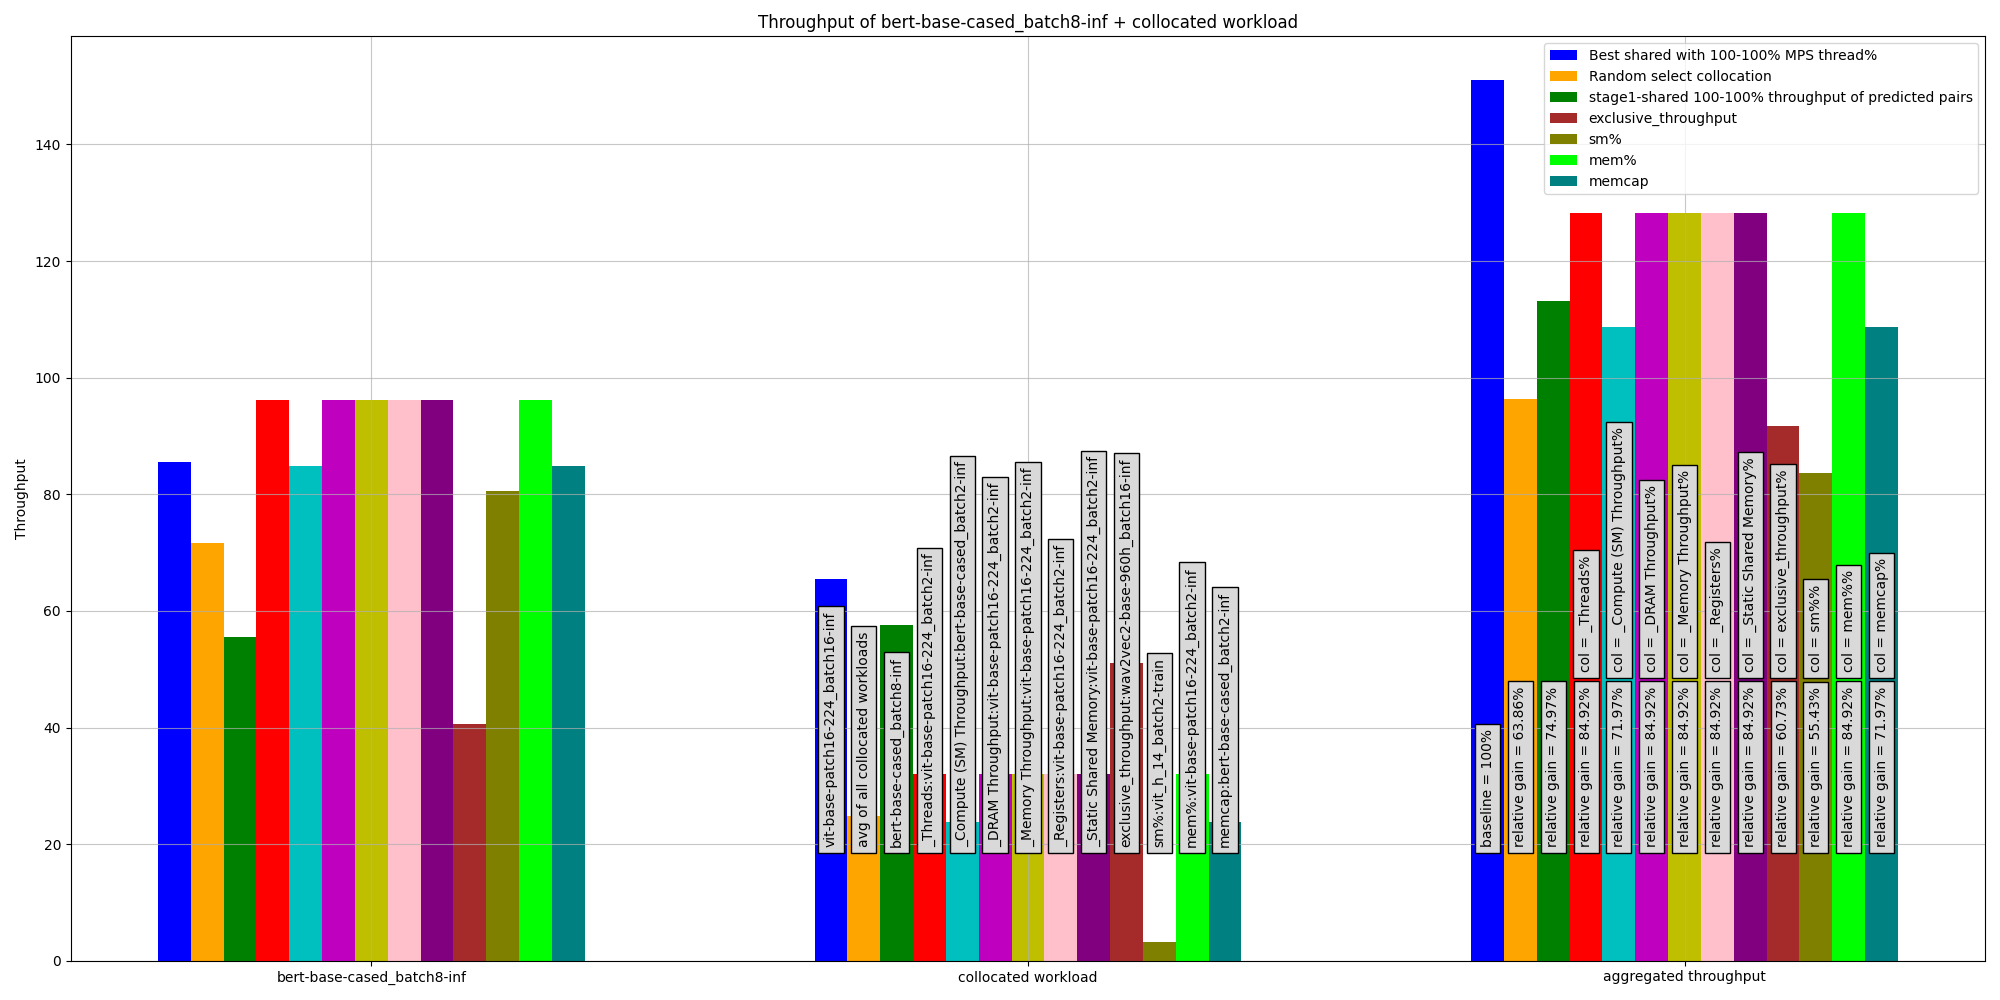 Throughput of bert-base-cased_batch8-inf + collocated workload
Best shared with 100-100% MPS thread%
Random select collocation
stage1-shared 100-100% throughput of predicted pairs
exclusive_throughput
sm%
mem%
memcap
Throughput
140
120
100
80
60
40
20
0
vit-base-patch16-224_batch16-inf
avg of all collocated workloads
bert-base-cased_batch8-inf
_Threads:vit-base-patch16-224_batch2-inf
_Compute (SM) Throughput:bert-base-cased_batch2-inf
_DRAM Throughput:vit-base-patch16-224_batch2-inf
_Memory Throughput:vit-base-patch16-224_batch2-inf
_Registers:vit-base-patch16-224_batch2-inf
_Static Shared Memory:vit-base-patch16-224_batch2-inf
exclusive_throughput:wav2vec2-base-960h_batch16-inf
sm%:vit_h_14_batch2-train
mem%:vit-base-patch16-224_batch2-inf
memcap:bert-base-cased_batch2-inf
col = _Threads%
col = _Compute (SM) Throughput%
col = _DRAM Throughput%
col = _Memory Throughput%
col = _Registers%
col = _Static Shared Memory%
col = exclusive_throughput%
col = sm%%
col = mem%%
col = memcap%
baseline = 100%
relative gain = 63.86%
relative gain = 74.97%
relative gain = 84.92%
relative gain = 71.97%
relative gain = 84.92%
relative gain = 84.92%
relative gain = 84.92%
relative gain = 84.92%
relative gain = 60.73%
relative gain = 55.43%
relative gain = 84.92%
relative gain = 71.97%
bert-base-cased_batch8-inf
collocated workload
aggregated throughput